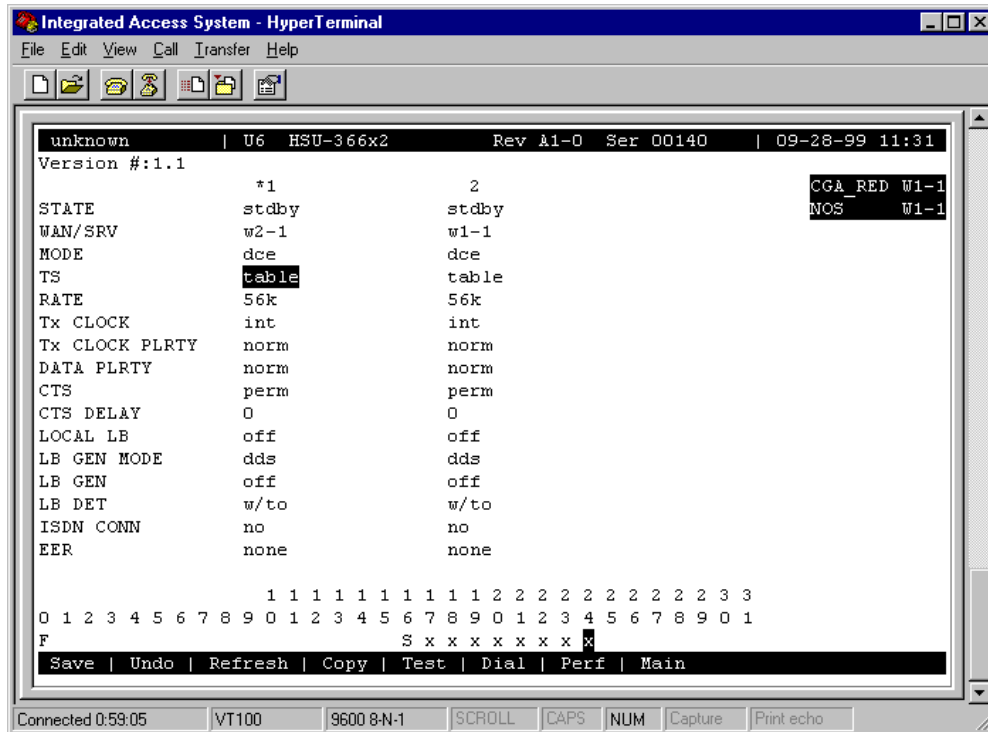 Integrated Access System - HyperTerminal
File Edit View Call Transfer Help
unknown | U6 HSU-366x2 Rev A1-0 Ser 00140 | 09-28-99 11:31
Version #:1.1
*1 2 CGA_RED W1-1
STATE stdby stdby NOS W1-1
WAN/SRV w2-1 w1-1
MODE dce dce
TS table table
RATE 56k 56k
Tx CLOCK int int
Tx CLOCK PLRTY norm norm
DATA PLRTY norm norm
CTS perm perm
CTS DELAY 0 0
LOCAL LB off off
LB GEN MODE dds dds
LB GEN off off
LB DET w/to w/to
ISDN CONN no no
EER none none
1 1 1 1 1 1 1 1 1 1 2 2 2 2 2 2 2 2 2 2 3 3
0 1 2 3 4 5 6 7 8 9 0 1 2 3 4 5 6 7 8 9 0 1 2 3 4 5 6 7 8 9 0 1
F S x x x x x x x x
Save | Undo | Refresh | Copy | Test | Dial | Perf | Main
Connected 0:59:05 VT100 9600 8-N-1 SCROLL CAPS NUM Capture Print echo